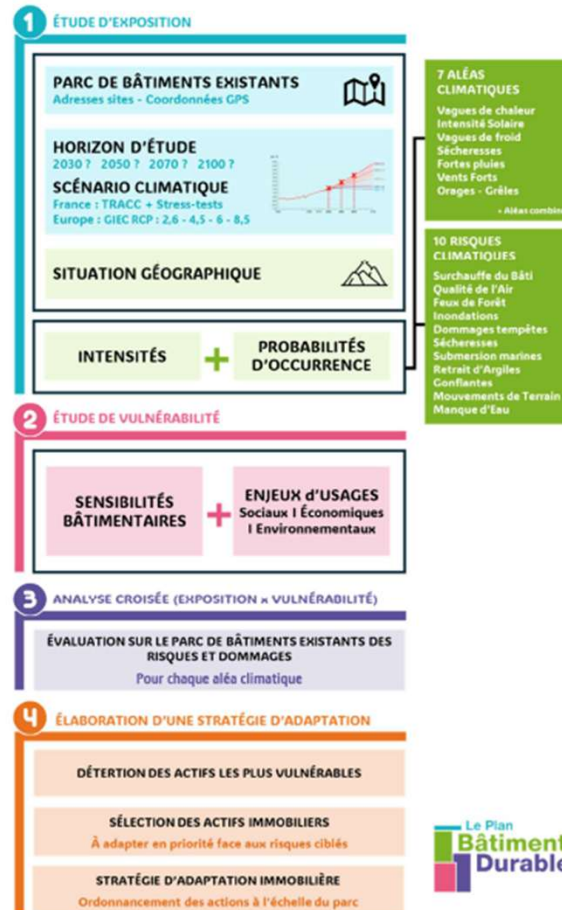 1 ÉTUDE D'EXPOSITION
PARC DE BÂTIMENTS EXISTANTS
Adresses sites - Coordonnées GPS
HORIZON D'ÉTUDE
2030 ? 2050 ? 2070 ? 2100 ?
SCÉNARIO CLIMATIQUE
France : TRACC + Stress-tests
Europe : GIEC RCP : 2,6 - 4,5 - 6 - 8,5
SITUATION GÉOGRAPHIQUE
INTENSITÉS
+
PROBABILITÉS
D'OCCURRENCE
7 ALÉAS
CLIMATIQUES
Vagues de chaleur
Intensité Solaire
Vagues de froid
Sécheresses
Fortes pluies
Vents Forts
Orages - Grêles
+ Aléas combin
10 RISQUES
CLIMATIQUES
Surchauffe du Bâti
Qualité de l'Air
Feux de Forêt
Inondations
Dommages tempêtes
Sécheresses
Submersion marines
Retrait d'Argiles
Gonflantes
Mouvements de Terrain
Manque d'Eau
2 ÉTUDE DE VULNÉRABILITÉ
SENSIBILITÉS
BÂTIMENTAIRES
+
ENJEUX d'USAGES
Sociaux I Économiques
I Environnementaux
3 ANALYSE CROISÉE (EXPOSITION x VULNÉRABILITÉ)
ÉVALUATION SUR LE PARC DE BÂTIMENTS EXISTANTS DES
RISQUES ET DOMMAGES
Pour chaque aléa climatique
4 ÉLABORATION D'UNE STRATÉGIE D'ADAPTATION
DÉTERTION DES ACTIFS LES PLUS VULNÉRABLES
SÉLECTION DES ACTIFS IMMOBILIERS
À adapter en priorité face aux risques ciblés
STRATÉGIE D'ADAPTATION IMMOBILIÈRE
Ordonnancement des actions à l'échelle du parc
Le Plan
Bâtiment
Durable